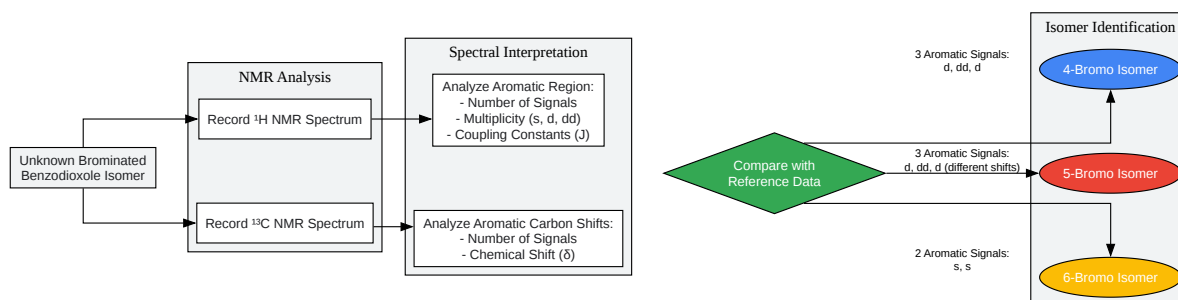 Unknown Brominated
Benzodioxole Isomer
NMR Analysis
Record ¹H NMR Spectrum
Record ¹³C NMR Spectrum
Spectral Interpretation
Analyze Aromatic Region:
- Number of Signals
- Multiplicity (s, d, dd)
- Coupling Constants (J)
Analyze Aromatic Carbon Shifts:
- Number of Signals
- Chemical Shift (δ)
Compare with
Reference Data
3 Aromatic Signals:
d, dd, d
3 Aromatic Signals:
d, dd, d (different shifts)
2 Aromatic Signals:
s, s
Isomer Identification
4-Bromo Isomer
5-Bromo Isomer
6-Bromo Isomer